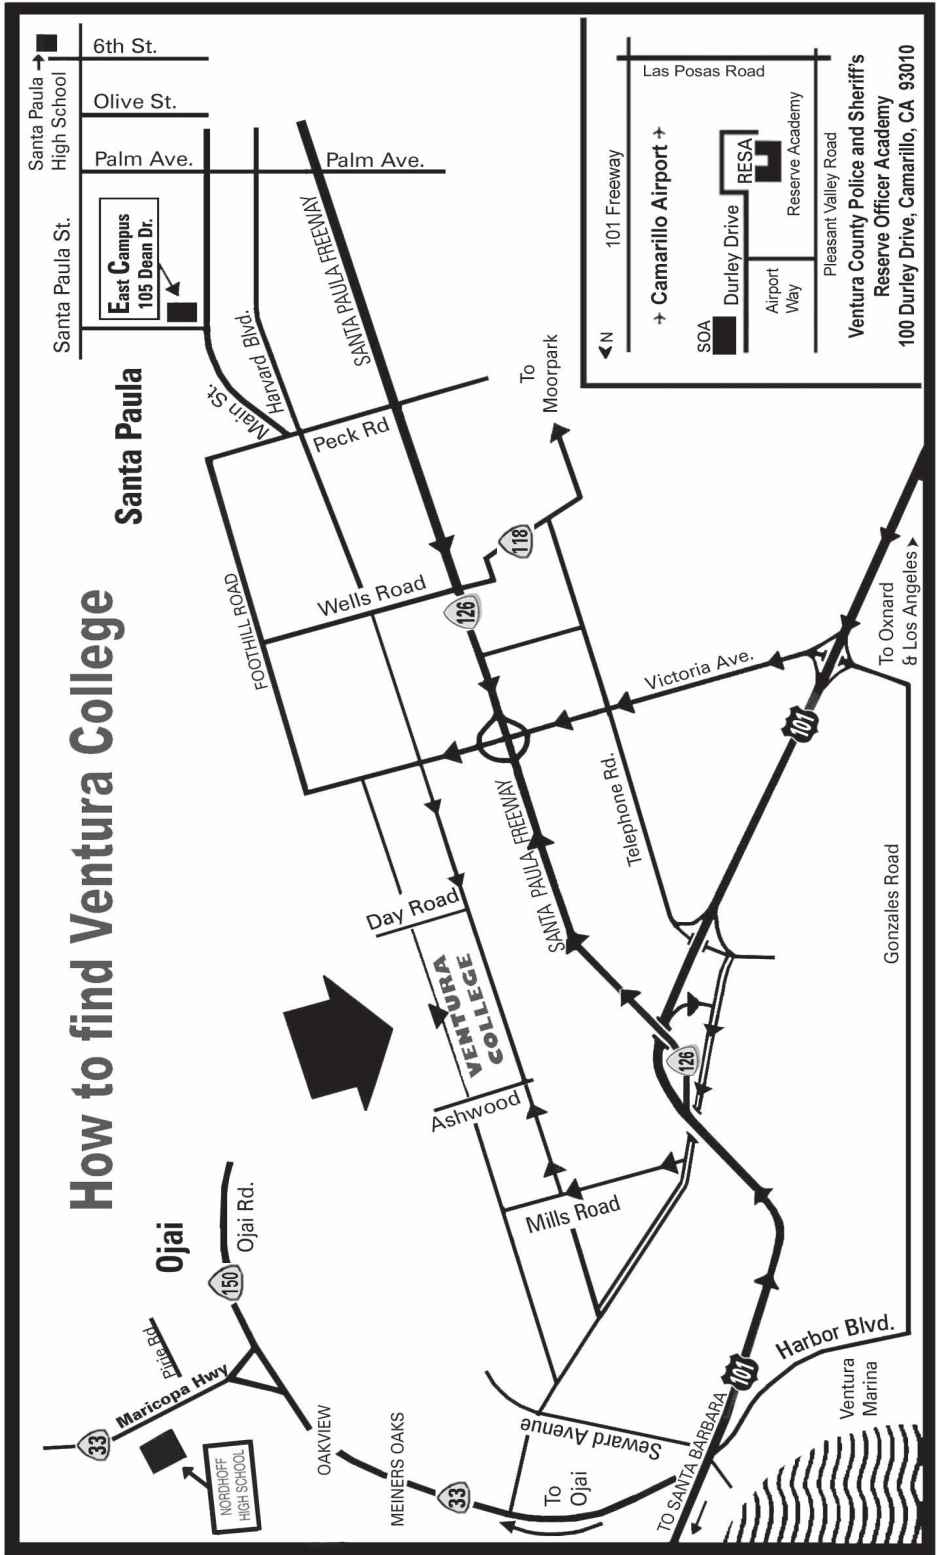 How to find Ventura College
Ojai
Pirie Rd.
33
Maricopa Hwy
NORDHOFF
HIGH SCHOOL
150
Ojai Rd.
OAKVIEW
MEINERS OAKS
33
To
Ojai
Seward Avenue
TO SANTA BARBARA
101
Harbor Blvd.
Ventura
Marina
Mills Road
Ashwood
VENTURA
COLLEGE
Day Road
126
SANTA PAULA FREEWAY
Telephone Rd.
Gonzales Road
101
Victoria Ave.
To Oxnard
& Los Angeles
FOOTHILL ROAD
Wells Road
126
118
To
Moorpark
Peck Rd
Santa Paula
Main St.
Harvard Blvd.
SANTA PAULA FREEWAY
Santa Paula St.
East Campus
105 Dean Dr.
Palm Ave.
Palm Ave.
Olive St.
6th St.
Santa Paula
High School
N
101 Freeway
Camarillo Airport
Las Posas Road
SOA
Durley Drive
RESA
Reserve Academy
Airport
Way
Pleasant Valley Road
Ventura County Police and Sheriff's
Reserve Officer Academy
100 Durley Drive, Camarillo, CA 93010